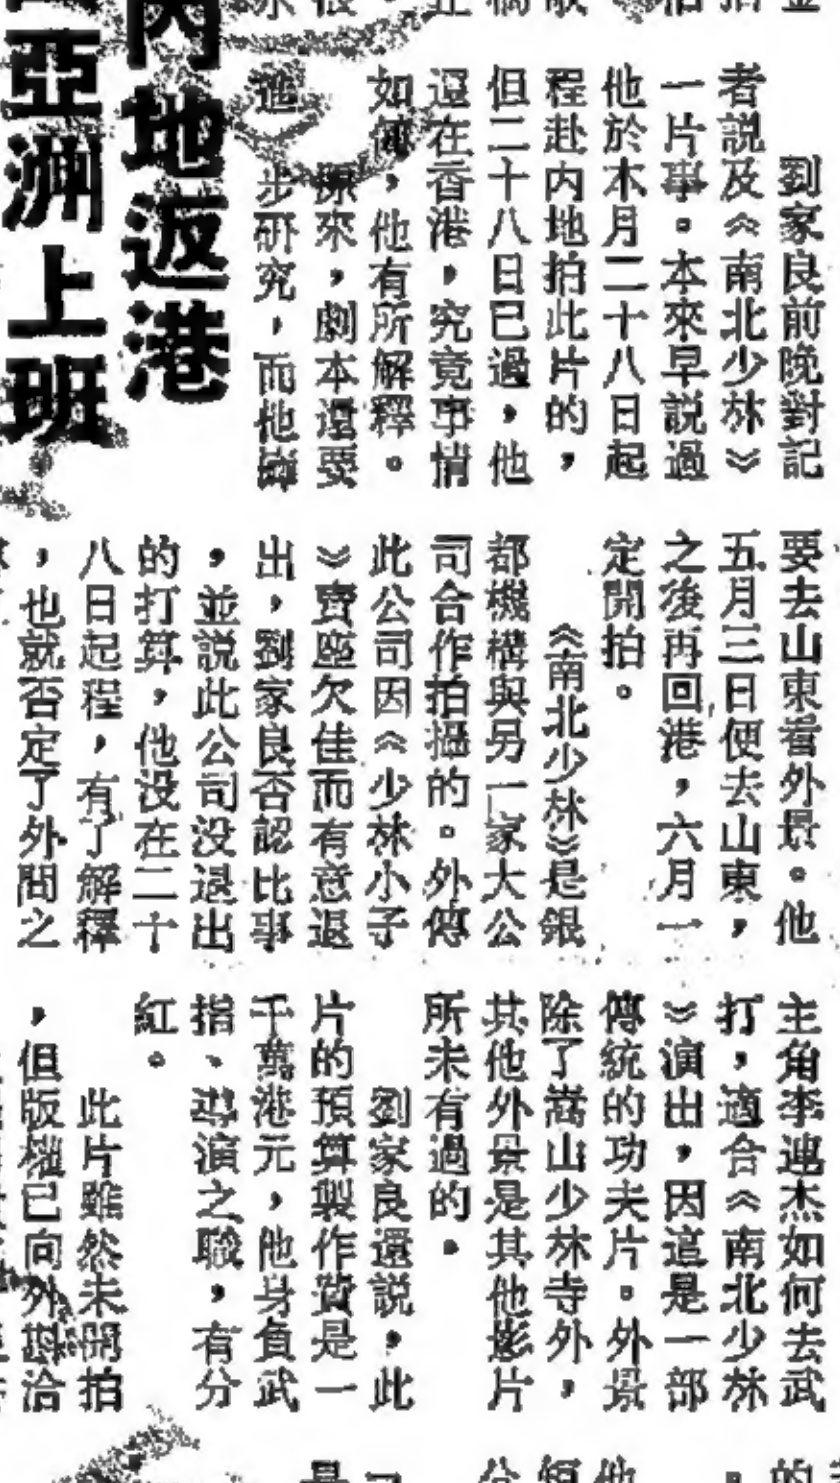 劉家良前晚對記
者説及《南北少林》
一片事。本來早説過
他於本月二十八日起
程赴内地拍此片的，
但二十八日已過，他
還在香港，究竟事情
如何，他有所解釋。
原來，劇本還要
進 步研究，而他
要去山東看外景。他
五月三日便去山東，
之後再回港，六月一
定開拍。
《南北少林》是銀
都機構與另一家大公
司合作拍攝的。外傳
此公司因《少林小子
》賣座欠佳而有意退
出，劉家良否認此事
，並説此公司没退出
的打算，他没在二十
八日起程，有了解釋
，也就否定了外間之
主角李連杰如何去武
打，適合《南北少林
》演出，因這是一部
傳統的功夫片。外景
除了嵩山少林寺外，
其他外景是其他影片
所未有過的。
劉家良還説，此
片的預算製作費是一
千萬港元，他身負武
指、導演之職，有分
紅。
此片雖然未開拍
，但版權已向外洽
内地返港
亞洲上班